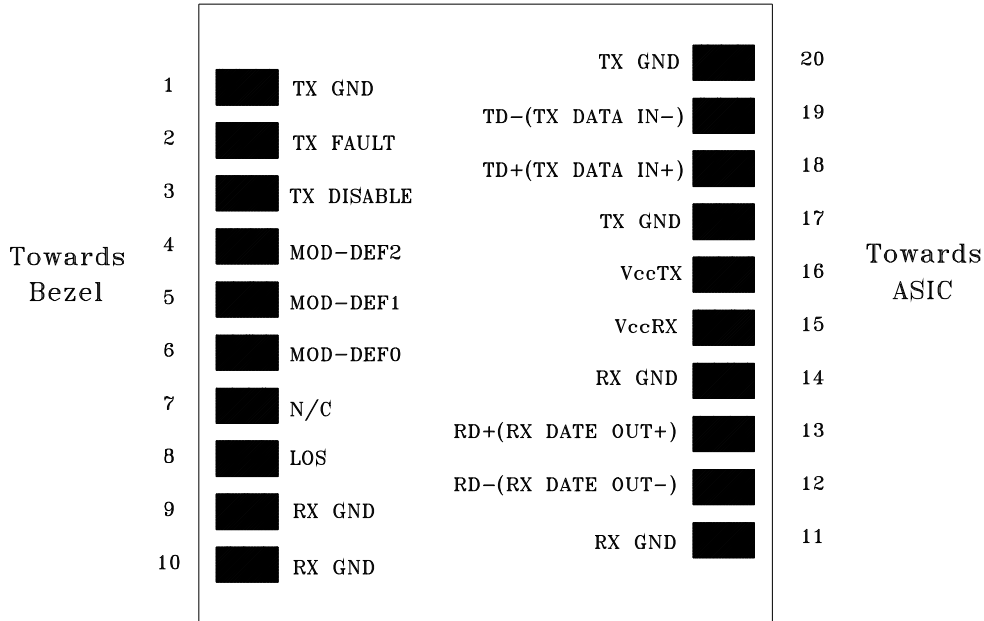 Towards
Bezel
1 TX GND
2 TX FAULT
3 TX DISABLE
4 MOD-DEF2
5 MOD-DEF1
6 MOD-DEF0
7 N/C
8 LOS
9 RX GND
10 RX GND
TX GND 20
TD-(TX DATA IN-) 19
TD+(TX DATA IN+) 18
TX GND 17
VccTX 16
VccRX 15
RX GND 14
RD+(RX DATE OUT+) 13
RD-(RX DATE OUT-) 12
RX GND 11
Towards
ASIC